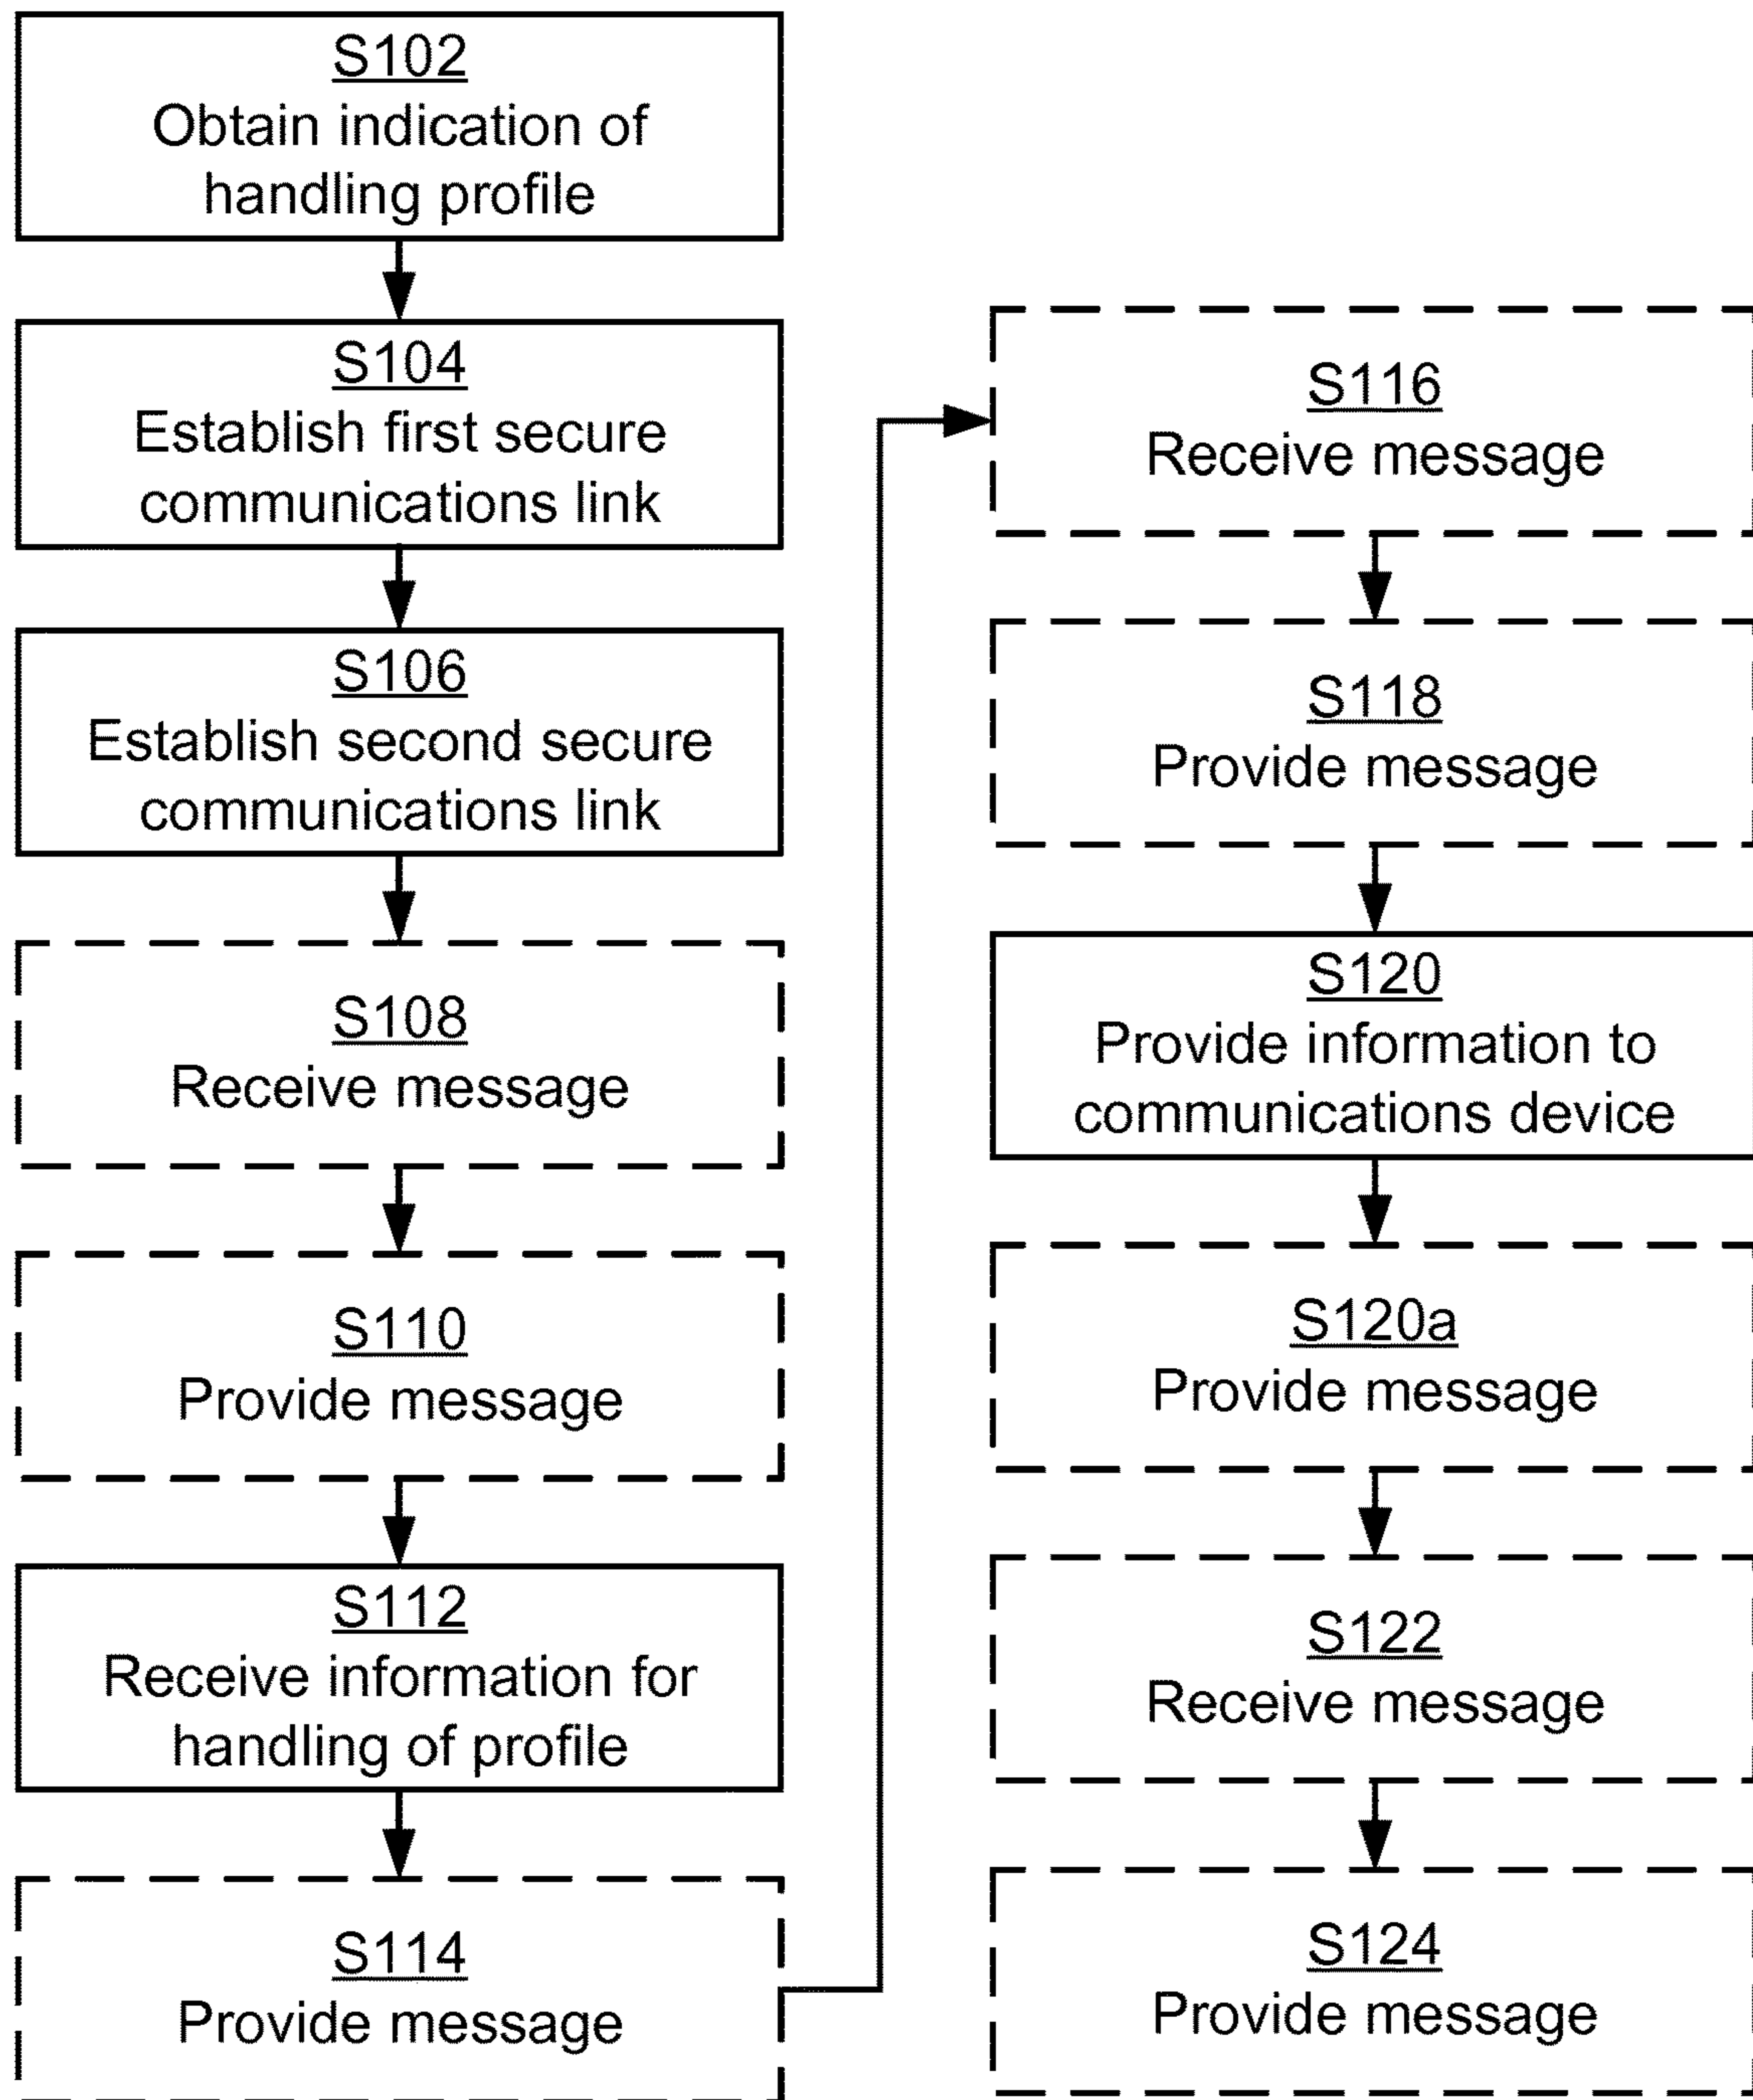 S102
Obtain indication of
handling profile
S104
Establish first secure
communications link
S106
Establish second secure
communications link
S108
Receive message
S110
Provide message
S112
Receive information for
handling of profile
S114
Provide message
S116
Receive message
S118
Provide message
S120
Provide information to
communications device
S120a
Provide message
S122
Receive message
S124
Provide message